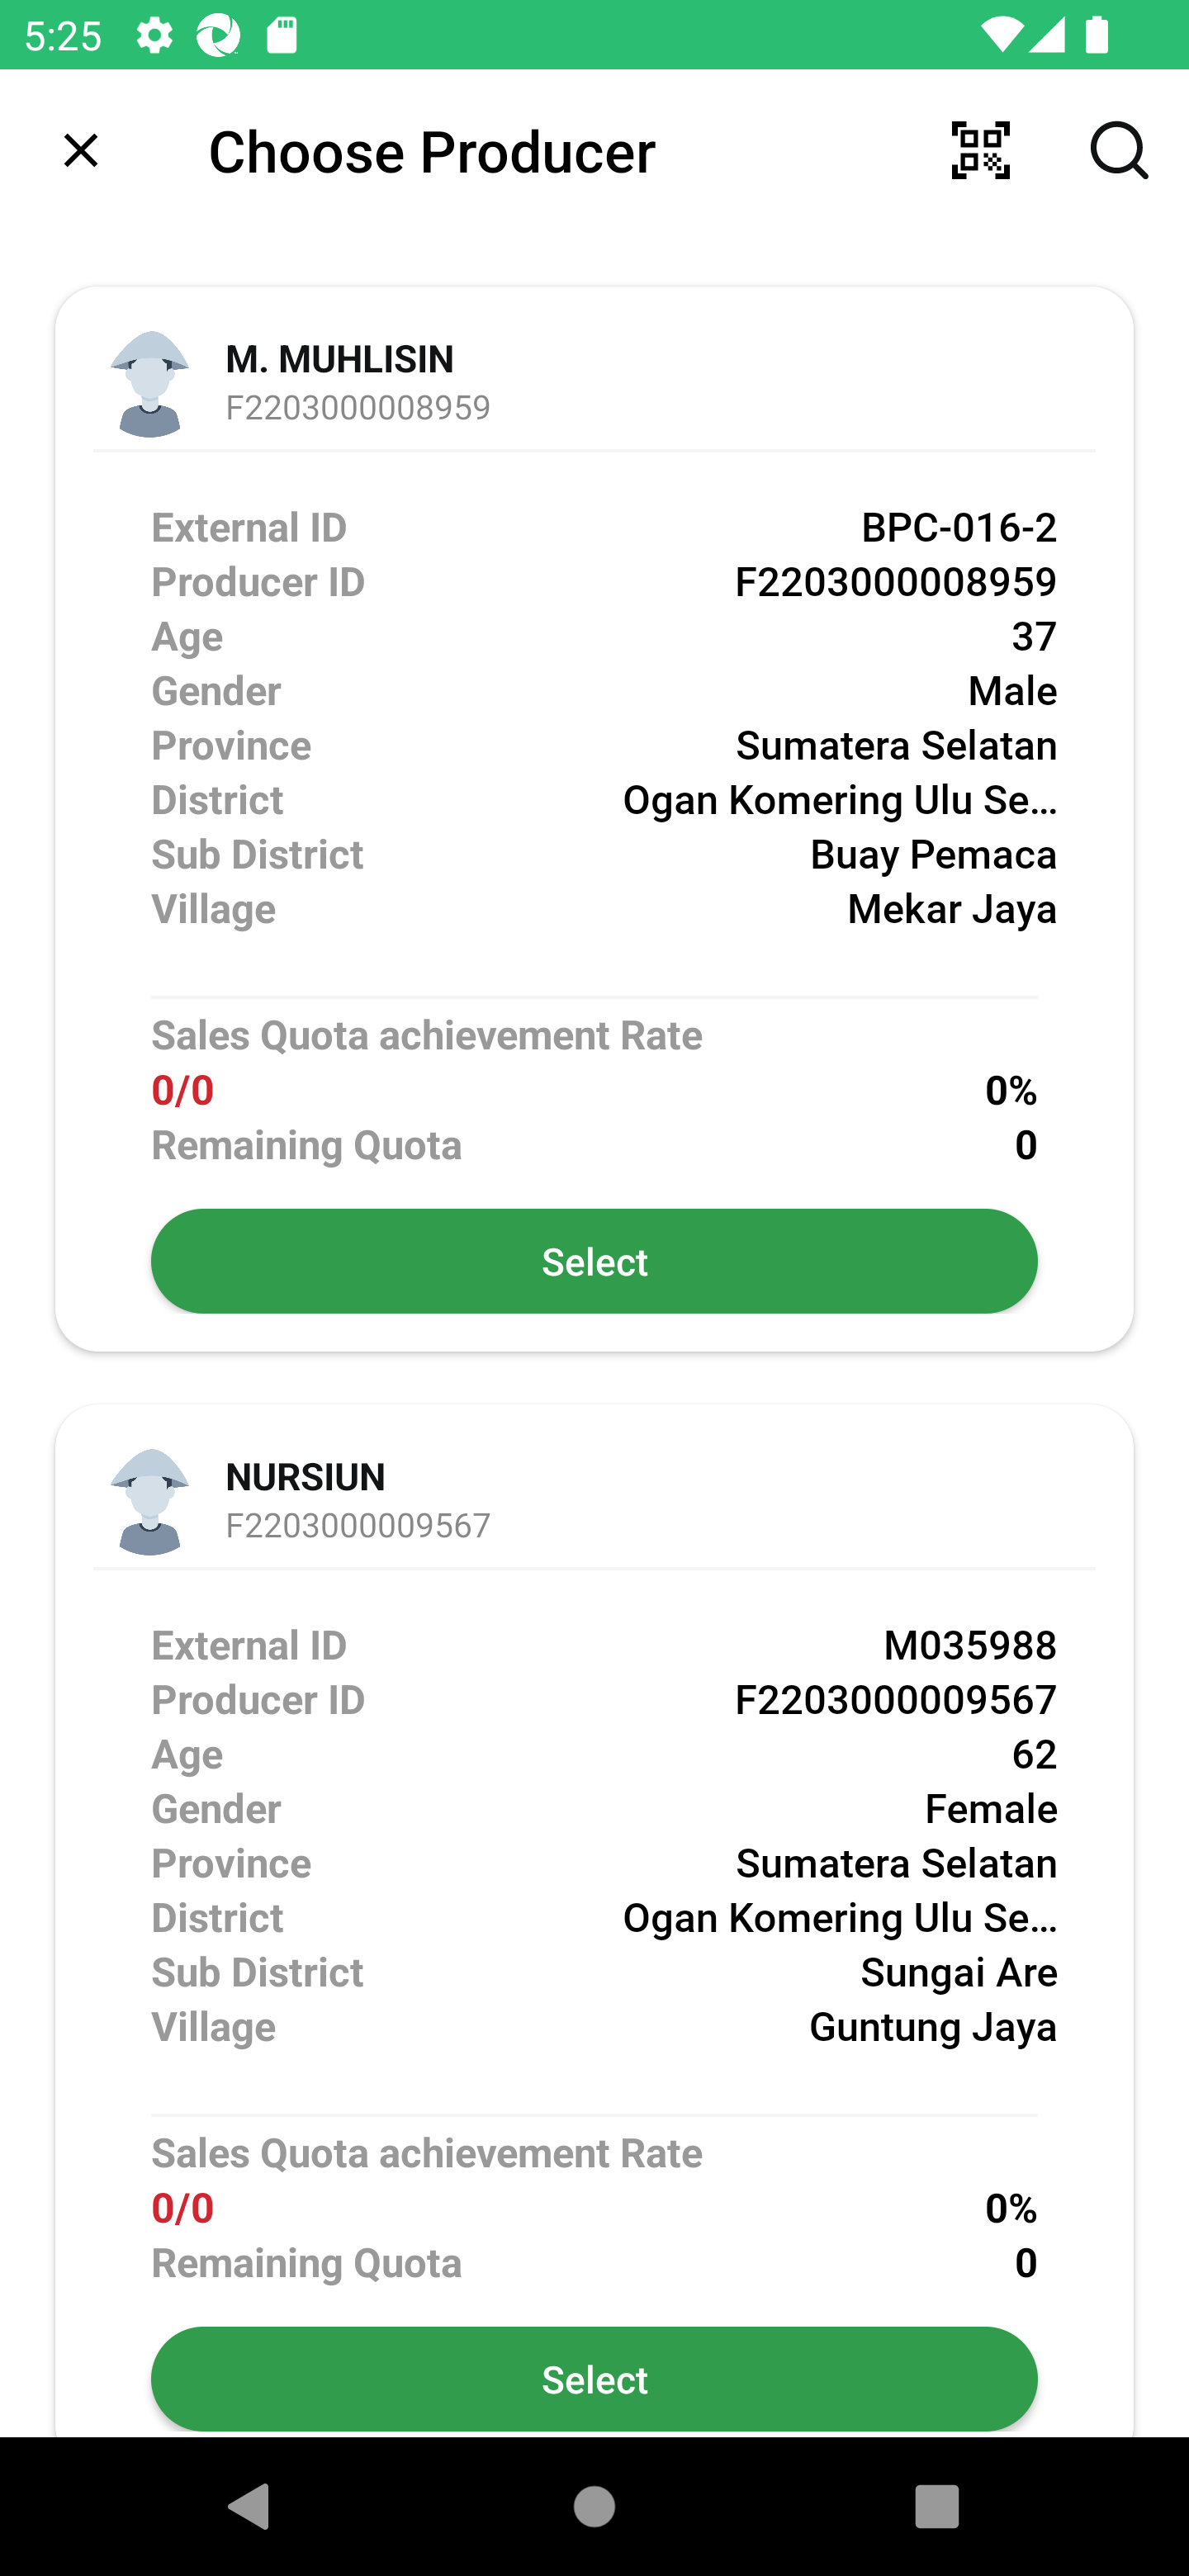 5:25
Choose Producer
M. MUHLISIN
F2203000008959
External ID BPC-016-2
Producer ID F2203000008959
Age 37
Gender Male
Province Sumatera Selatan
District Ogan Komering Ulu Se...
Sub District Buay Pemaca
Village Mekar Jaya
Sales Quota achievement Rate
0/0 0%
Remaining Quota 0
Select
NURSIUN
F2203000009567
External ID M035988
Producer ID F2203000009567
Age 62
Gender Female
Province Sumatera Selatan
District Ogan Komering Ulu Se...
Sub District Sungai Are
Village Guntung Jaya
Sales Quota achievement Rate
0/0 0%
Remaining Quota 0
Select